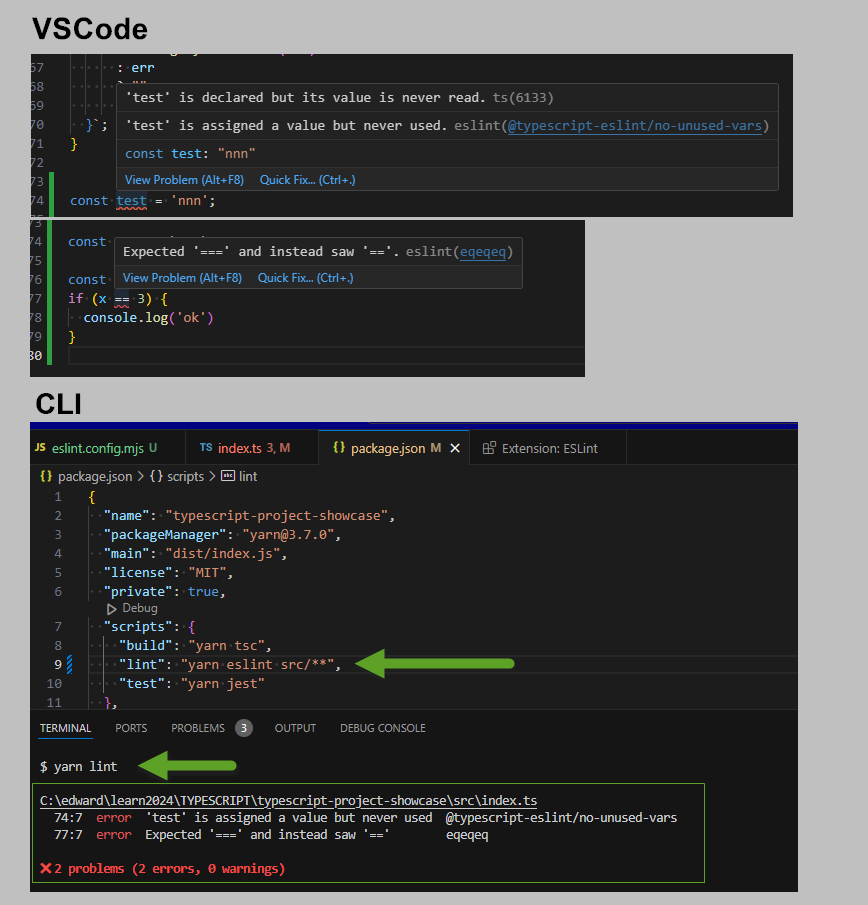 VSCode
67 : err
68
69 'test' is declared but its value is never read. ts(6133)
70 }`; 'test' is assigned a value but never used. eslint(@typescript-eslint/no-unused-vars)
71 }
72 const test: "nnn"
73 View Problem (Alt+F8) Quick Fix... (Ctrl+.)
74 const test = 'nnn';
73
74 const
75 Expected '===' and instead saw '=='. eslint(eqeqeq)
76 const View Problem (Alt+F8) Quick Fix... (Ctrl+.)
77 if (x == 3) {
78 console.log('ok')
79 }
80
CLI
JS eslint.config.mjs U TS index.ts 3, M {} package.json M Extension: ESLint
{} package.json > {} scripts > abc lint
1 {
2 "name": "typescript-project-showcase",
3 "packageManager": "yarn@3.7.0",
4 "main": "dist/index.js",
5 "license": "MIT",
6 "private": true,
Debug
7 "scripts": {
8 "build": "yarn tsc",
9 "lint": "yarn eslint src/**",
10 "test": "yarn jest"
11 },
TERMINAL PORTS PROBLEMS 3 OUTPUT DEBUG CONSOLE
$ yarn lint
C:\edward\learn2024\TYPESCRIPT\typescript-project-showcase\src\index.ts
74:7 error 'test' is assigned a value but never used @typescript-eslint/no-unused-vars
77:7 error Expected '===' and instead saw '==' eqeqeq
2 problems (2 errors, 0 warnings)